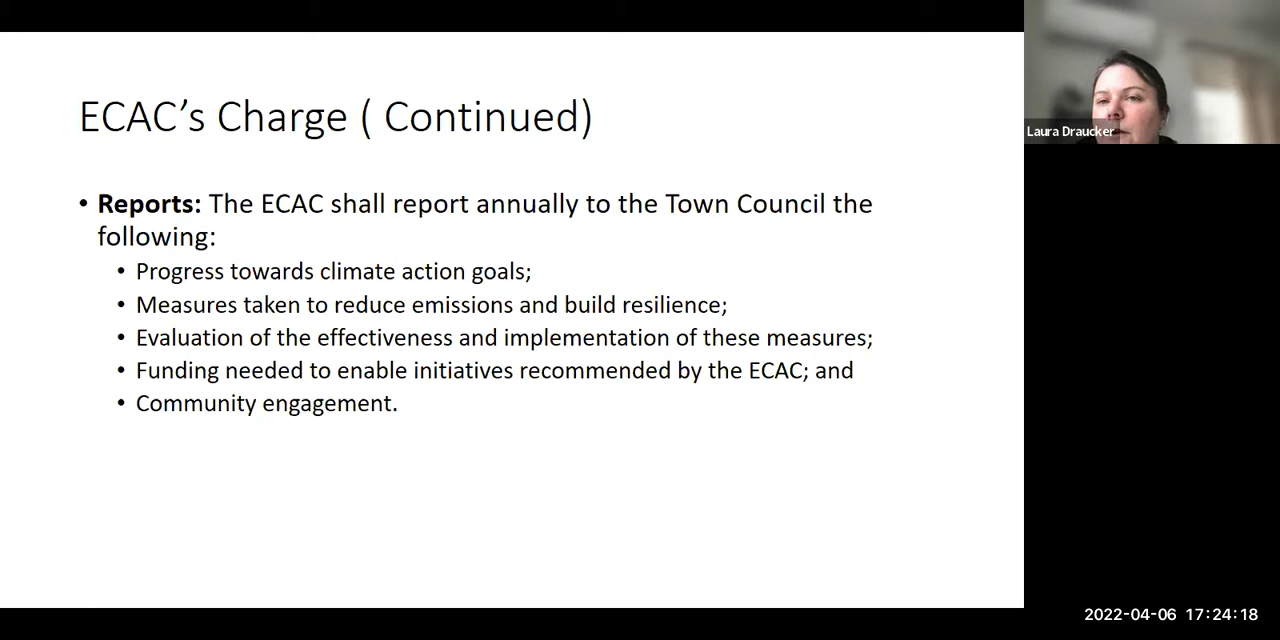 ECAC’s Charge ( Continued)
• Reports: The ECAC shall report annually to the Town Council the
following:
• Progress towards climate action goals;
• Measures taken to reduce emissions and build resilience;
• Evaluation of the effectiveness and implementation of these measures;
• Funding needed to enable initiatives recommended by the ECAC; and
• Community engagement.
Laura Draucker
2022-04-06 17:24:18